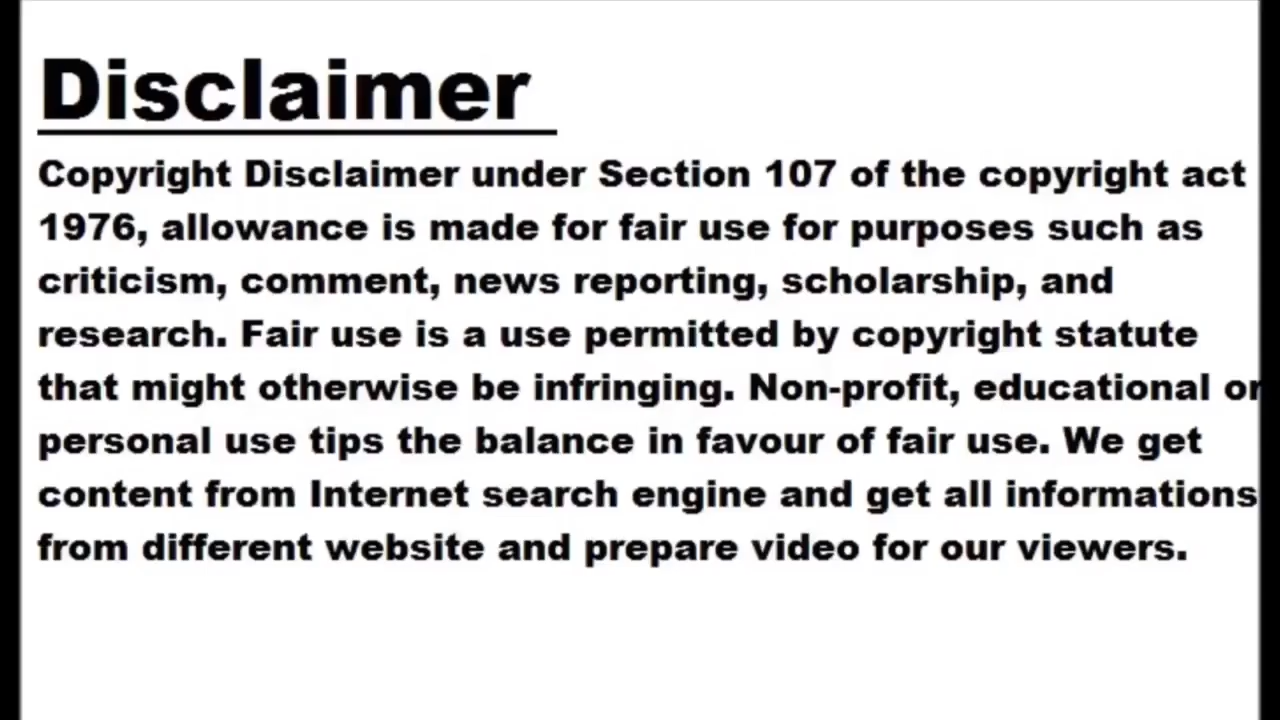 Disclaimer
Copyright Disclaimer under Section 107 of the copyright act
1976, allowance is made for fair use for purposes such as
criticism, comment, news reporting, scholarship, and
research. Fair use is a use permitted by copyright statute
that might otherwise be infringing. Non-profit, educational or
personal use tips the balance in favour of fair use. We get
content from Internet search engine and get all informations
from different website and prepare video for our viewers.